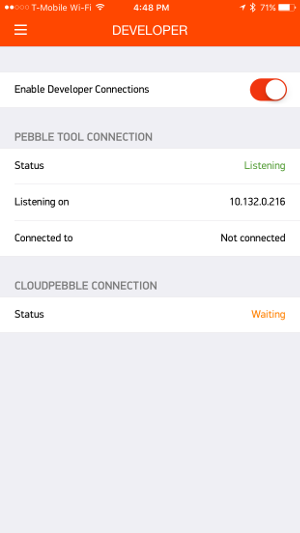 T-Mobile Wi-Fi 4:48 PM 71%
DEVELOPER
Enable Developer Connections
PEBBLE TOOL CONNECTION
Status Listening
Listening on 10.132.0.216
Connected to Not connected
CLOUDPEBBLE CONNECTION
Status Waiting